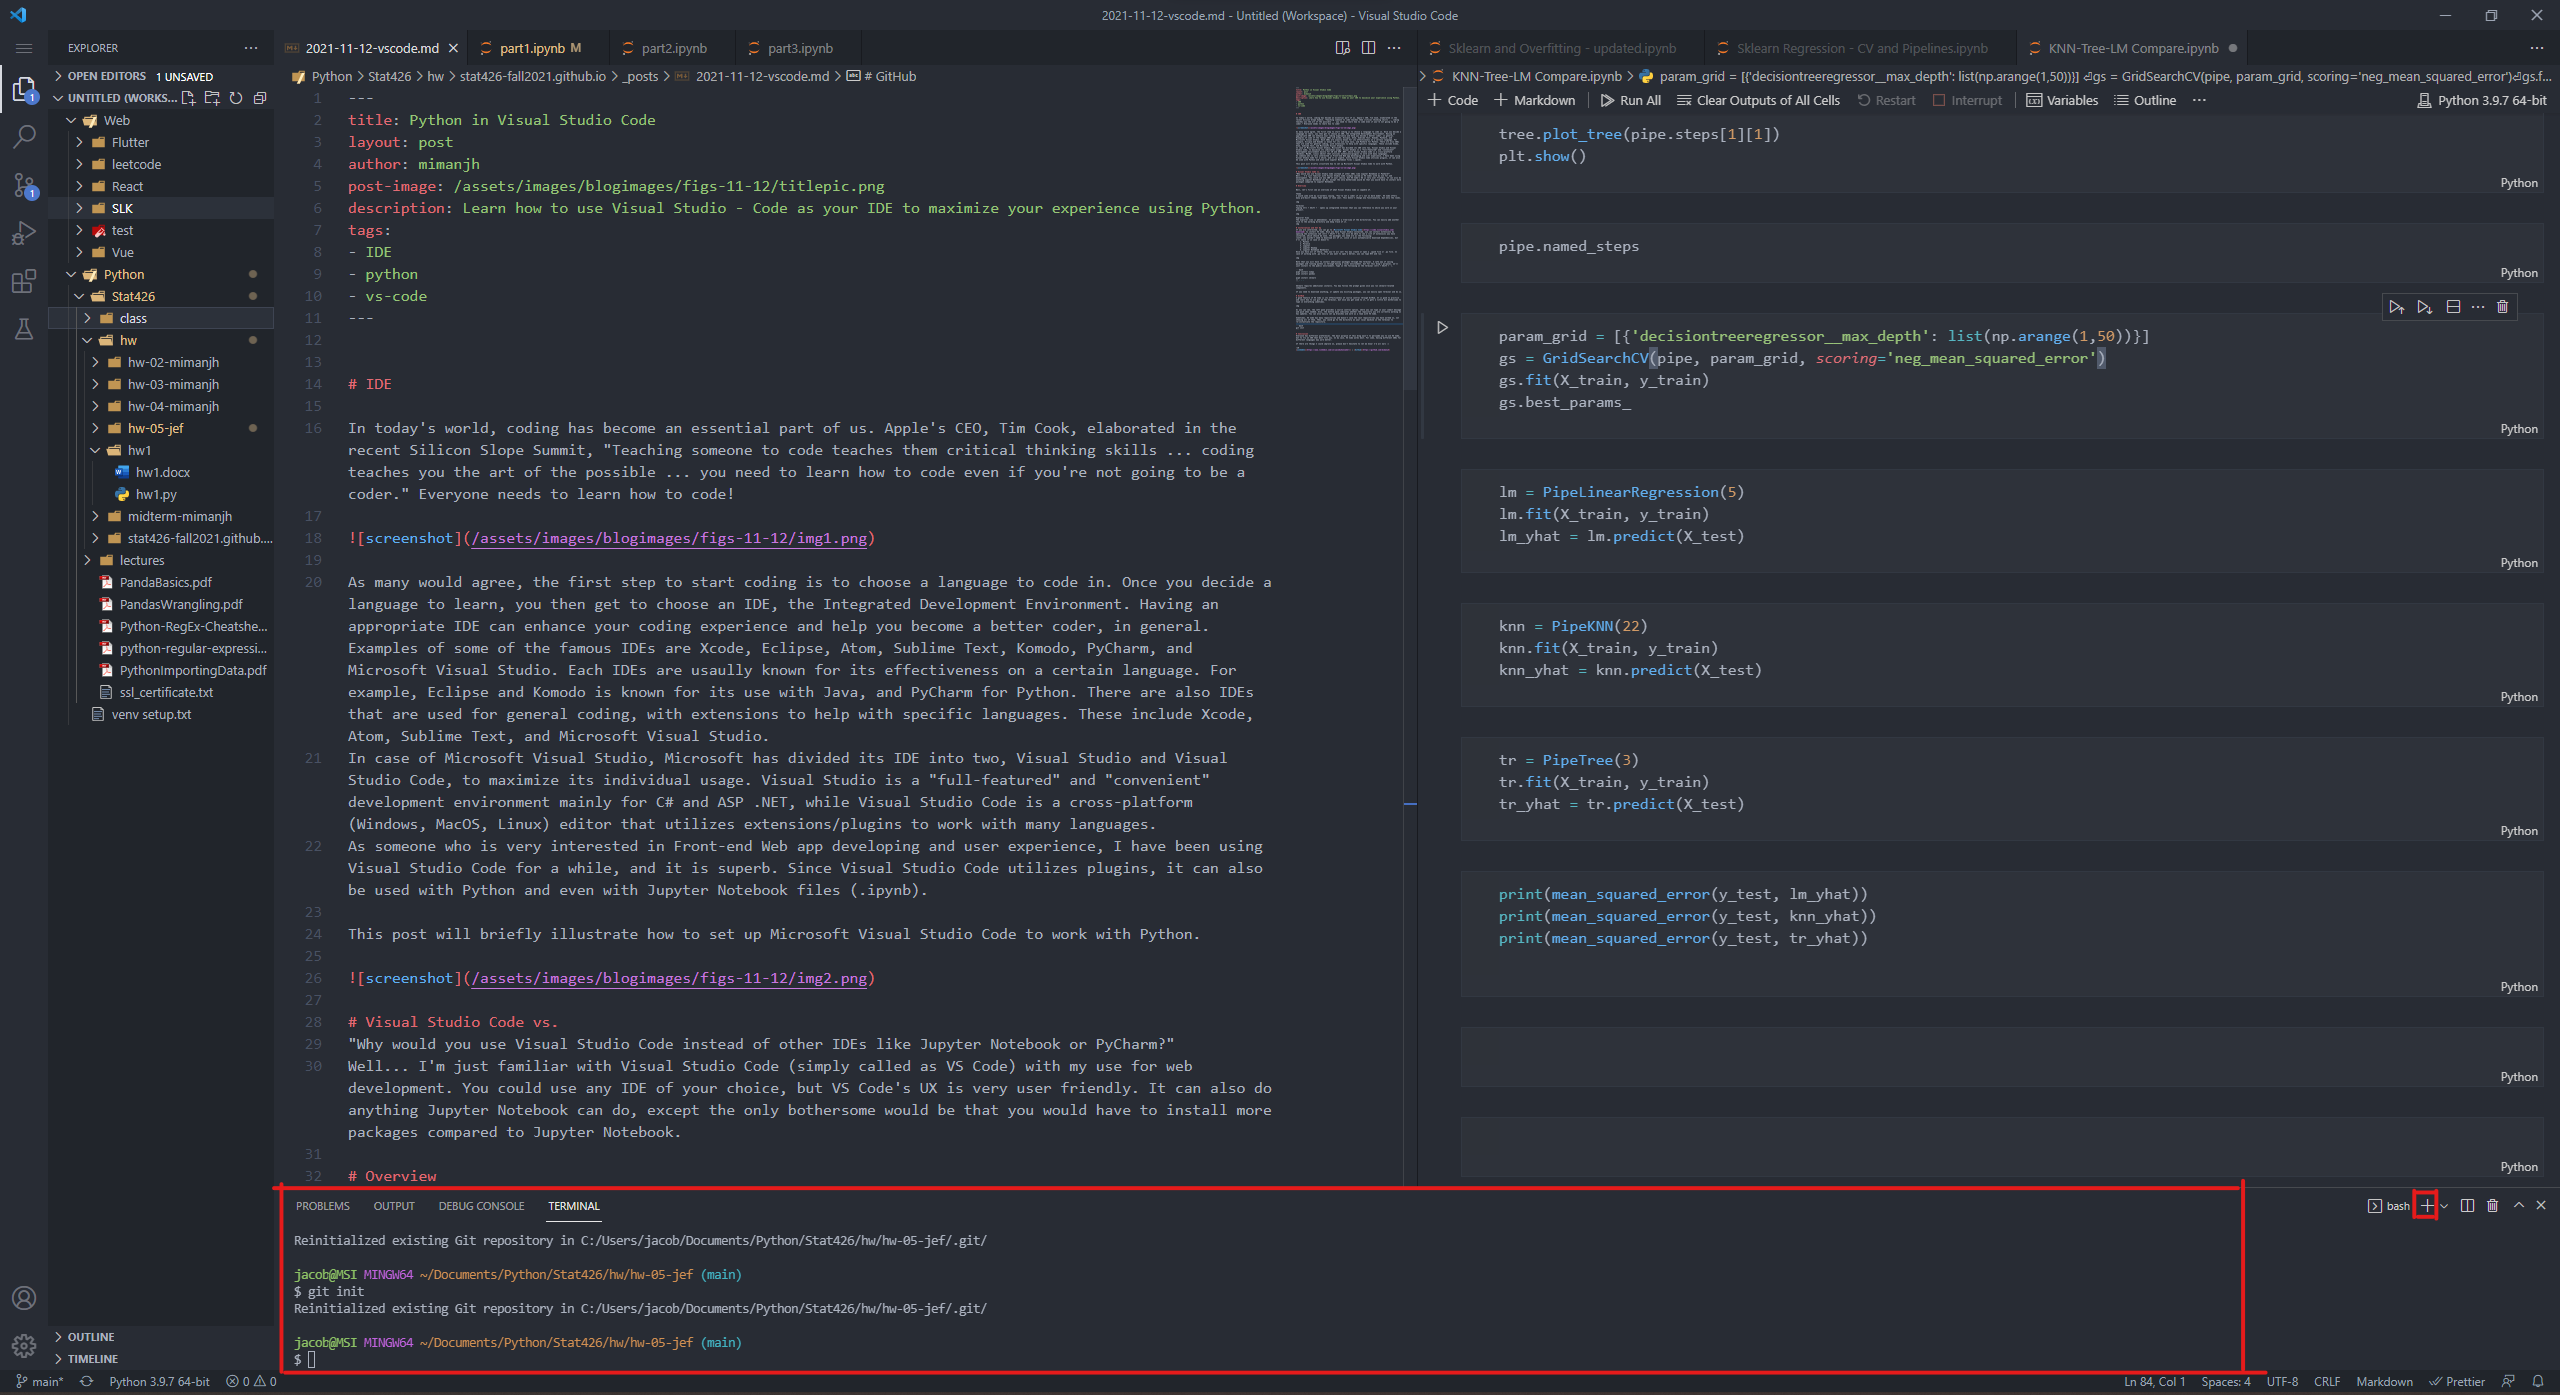 2021-11-12-vscode.md - Untitled (Workspace) - Visual Studio Code
EXPLORER
OPEN EDITORS 1 UNSAVED
UNTITLED (WORKS...
Web
Flutter
leetcode
React
SLK
test
Vue
Python
Stat426
class
hw
hw-02-mimanjh
hw-03-mimanjh
hw-04-mimanjh
hw-05-jef
hw1
hw1.docx
hw1.py
midterm-mimanjh
stat426-fall2021.github....
lectures
PandaBasics.pdf
PandasWrangling.pdf
Python-RegEx-Cheatshe...
python-regular-expressi...
PythonImportingData.pdf
ssl_certificate.txt
venv setup.txt
OUTLINE
TIMELINE
2021-11-12-vscode.md part1.ipynb M part2.ipynb part3.ipynb
Python > Stat426 > hw > stat426-fall2021.github.io > _posts > 2021-11-12-vscode.md > # GitHub
1 ---
2 title: Python in Visual Studio Code
3 layout: post
4 author: mimanjh
5 post-image: /assets/images/blogimages/figs-11-12/titlepic.png
6 description: Learn how to use Visual Studio - Code as your IDE to maximize your experience using Python.
7 tags:
8 - IDE
9 - python
10 - vs-code
11 ---
12
13
14 # IDE
15
16 In today's world, coding has become an essential part of us. Apple's CEO, Tim Cook, elaborated in the
recent Silicon Slope Summit, "Teaching someone to code teaches them critical thinking skills ... coding
teaches you the art of the possible ... you need to learn how to code even if you're not going to be a
coder." Everyone needs to learn how to code!
17
18 ![screenshot](/assets/images/blogimages/figs-11-12/img1.png)
19
20 As many would agree, the first step to start coding is to choose a language to code in. Once you decide a
language to learn, you then get to choose an IDE, the Integrated Development Environment. Having an
appropriate IDE can enhance your coding experience and help you become a better coder, in general.
Examples of some of the famous IDEs are Xcode, Eclipse, Atom, Sublime Text, Komodo, PyCharm, and
Microsoft Visual Studio. Each IDEs are usaully known for its effectiveness on a certain language. For
example, Eclipse and Komodo is known for its use with Java, and PyCharm for Python. There are also IDEs
that are used for general coding, with extensions to help with specific languages. These include Xcode,
Atom, Sublime Text, and Microsoft Visual Studio.
21 In case of Microsoft Visual Studio, Microsoft has divided its IDE into two, Visual Studio and Visual
Studio Code, to maximize its individual usage. Visual Studio is a "full-featured" and "convenient"
development environment mainly for C# and ASP .NET, while Visual Studio Code is a cross-platform
(Windows, MacOS, Linux) editor that utilizes extensions/plugins to work with many languages.
22 As someone who is very interested in Front-end Web app developing and user experience, I have been using
Visual Studio Code for a while, and it is superb. Since Visual Studio Code utilizes plugins, it can also
be used with Python and even with Jupyter Notebook files (.ipynb).
23
24 This post will briefly illustrate how to set up Microsoft Visual Studio Code to work with Python.
25
26 ![screenshot](/assets/images/blogimages/figs-11-12/img2.png)
27
28 # Visual Studio Code vs.
29 "Why would you use Visual Studio Code instead of other IDEs like Jupyter Notebook or PyCharm?"
30 Well... I'm just familiar with Visual Studio Code (simply called as VS Code) with my use for web
development. You could use any IDE of your choice, but VS Code's UX is very user friendly. It can also do
anything Jupyter Notebook can do, except the only bothersome would be that you would have to install more
packages compared to Jupyter Notebook.
31
32 # Overview
Sklearn and Overfitting - updated.ipynb Sklearn Regression - CV and Pipelines.ipynb KNN-Tree-LM Compare.ipynb
KNN-Tree-LM Compare.ipynb > param_grid = [{'decisiontreeregressor__max_depth': list(np.arange(1,50))}] ⏎gs = GridSearchCV(pipe, param_grid, scoring='neg_mean_squared_error')⏎gs.f...
+ Code + Markdown Run All Clear Outputs of All Cells Restart Interrupt Variables Outline ... Python 3.9.7 64-bit
tree.plot_tree(pipe.steps[1][1])
plt.show()
Python
pipe.named_steps
Python
param_grid = [{'decisiontreeregressor__max_depth': list(np.arange(1,50))}]
gs = GridSearchCV(pipe, param_grid, scoring='neg_mean_squared_error')
gs.fit(X_train, y_train)
gs.best_params_
Python
lm = PipeLinearRegression(5)
lm.fit(X_train, y_train)
lm_yhat = lm.predict(X_test)
Python
knn = PipeKNN(22)
knn.fit(X_train, y_train)
knn_yhat = knn.predict(X_test)
Python
tr = PipeTree(3)
tr.fit(X_train, y_train)
tr_yhat = tr.predict(X_test)
Python
print(mean_squared_error(y_test, lm_yhat))
print(mean_squared_error(y_test, knn_yhat))
print(mean_squared_error(y_test, tr_yhat))
Python
Python
Python
PROBLEMS OUTPUT DEBUG CONSOLE TERMINAL
bash
Reinitialized existing Git repository in C:/Users/jacob/Documents/Python/Stat426/hw/hw-05-jef/.git/
jacob@MSI MINGW64 ~/Documents/Python/Stat426/hw/hw-05-jef (main)
$ git init
Reinitialized existing Git repository in C:/Users/jacob/Documents/Python/Stat426/hw/hw-05-jef/.git/
jacob@MSI MINGW64 ~/Documents/Python/Stat426/hw/hw-05-jef (main)
$
main* Python 3.9.7 64-bit 0 0 Ln 84, Col 1 Spaces: 4 UTF-8 CRLF Markdown Prettier